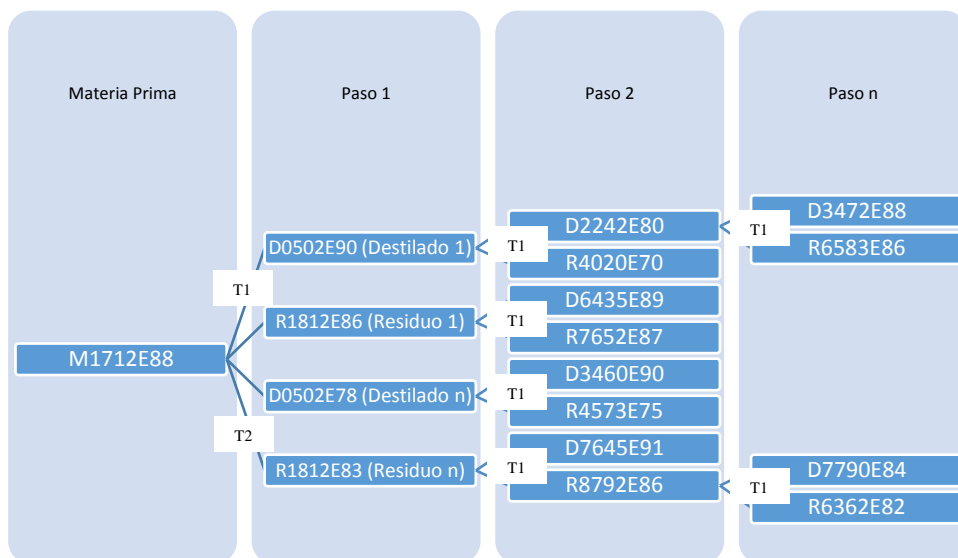 Materia Prima
Paso 1
Paso 2
Paso n
M1712E88
T1
T2
D0502E90 (Destilado 1)
R1812E86 (Residuo 1)
D0502E78 (Destilado n)
R1812E83 (Residuo n)
T1
T1
T1
T1
D2242E80
R4020E70
D6435E89
R7652E87
D3460E90
R4573E75
D7645E91
R8792E86
T1
T1
D3472E88
R6583E86
D7790E84
R6362E82